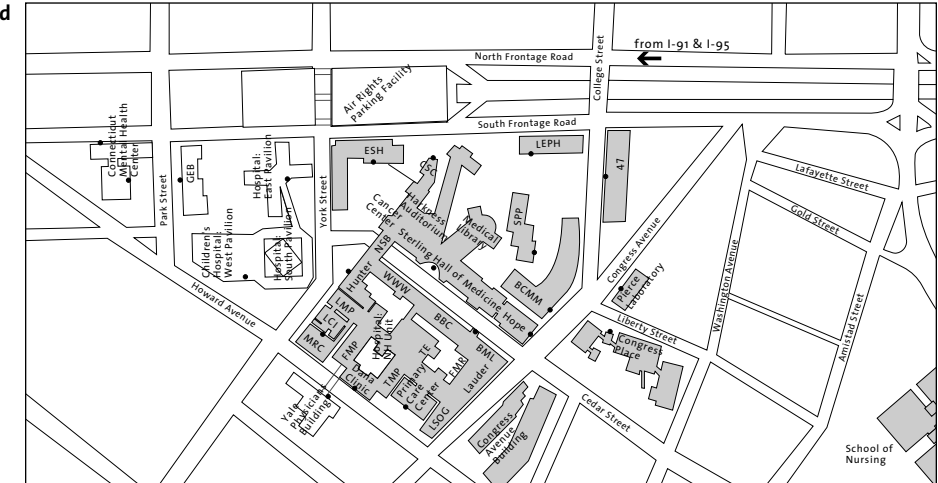 d
from I-91 & I-95
North Frontage Road
College Street
Air Rights
Parking Facility
South Frontage Road
Connecticut
Mental Health
Center
Park Street
GEB
Hospital:
East Pavilion
York Street
ESH
CSC
LEPH
47
Lafayette Street
Gold Street
Children's
Hospital:
West Pavilion
Hospital:
South Pavilion
Cancer
Center
Harkness
Auditorium
Medical
Library
SPP
NSB
Sterling Hall of Medicine
Hope
BCMM
Congress Avenue
Pierce
Laboratory
Washington Avenue
Amistad Street
Howard Avenue
Hunter
WWW
LMP
LCI
MRC
FMP
Hospital:
NH Unit
BBC
BML
TE
FMR
Lauder
Dana
Clinic
TMP
Primary
Care
Center
LSOG
Liberty Street
Congress
Place
Cedar Street
Yale
Physicians
Building
Congress
Avenue
Building
School of
Nursing